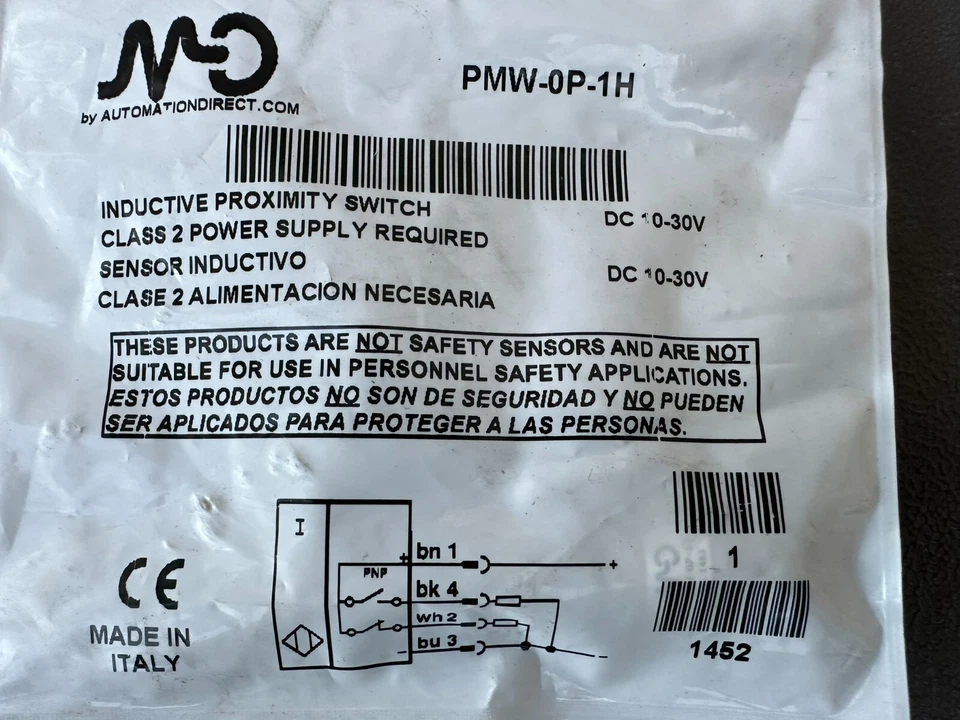 MD
by AUTOMATIONDIRECT.COM
PMW-0P-1H
INDUCTIVE PROXIMITY SWITCH DC 10-30V
CLASS 2 POWER SUPPLY REQUIRED
SENSOR INDUCTIVO DC 10-30V
CLASE 2 ALIMENTACION NECESARIA
THESE PRODUCTS ARE NOT SAFETY SENSORS AND ARE NOT
SUITABLE FOR USE IN PERSONNEL SAFETY APPLICATIONS.
ESTOS PRODUCTOS NO SON DE SEGURIDAD Y NO PUEDEN
SER APLICADOS PARA PROTEGER A LAS PERSONAS.
I
PNP
+ bn 1 +
bk 4
wh 2
- bu 3 -
CE
MADE IN
ITALY
1
1452